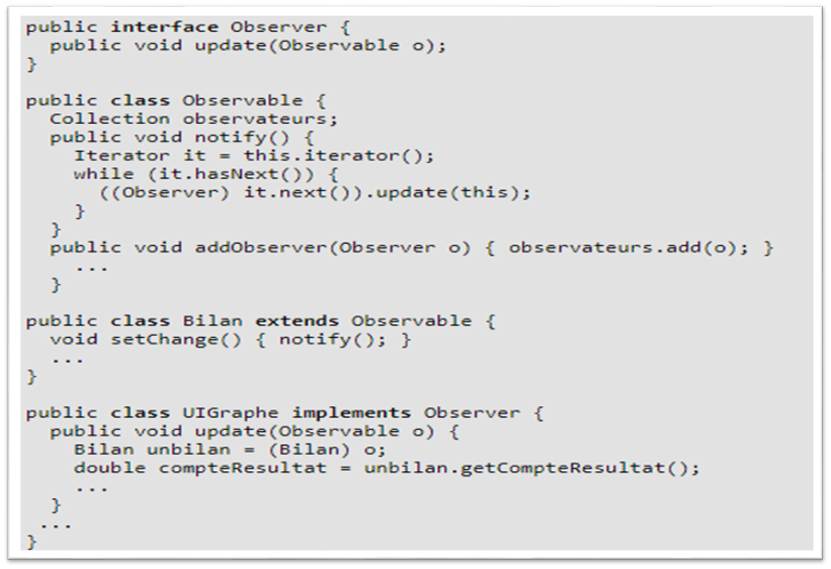 public interface Observer {
public void update(Observable o);
}
public class Observable {
Collection observateurs;
public void notify() {
Iterator it = this.iterator();
while (it.hasNext()) {
((Observer) it.next()).update(this);
}
}
public void addObserver(Observer o) { observateurs.add(o); }
...
}
public class Bilan extends Observable {
void setChange() { notify(); }
...
}
public class UIGraphe implements Observer {
public void update(Observable o) {
Bilan unbilan = (Bilan) o;
double compteResultat = unbilan.getCompteResultat();
...
}
...
}